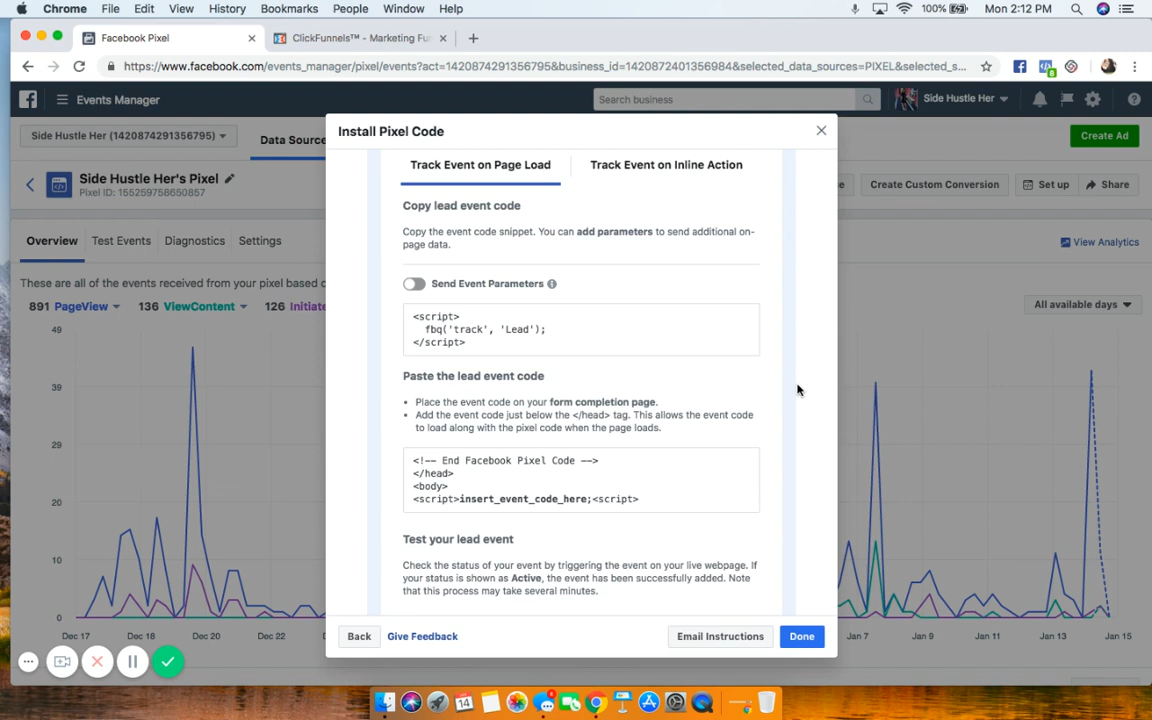 Chrome File Edit View History Bookmarks People Window Help 100% Mon 2:12 PM
Facebook Pixel ClickFunnels™ - Marketing Fu
https://www.facebook.com/events_manager/pixel/events?act=1420874291356795&business_id=1420872401356984&selected_data_sources=PIXEL&selected_s...
8
Events Manager Search business Side Hustle Her
Side Hustle Her (1420874291356795) Data Source Create Ad
Side Hustle Her's Pixel
Pixel ID: 155259758650857
Create Custom Conversion Set up Share
Overview Test Events Diagnostics Settings View Analytics
These are all of the events received from your pixel based o
891 PageView 136 ViewContent 126 Initiate All available days
49
39
29
20
10
0
Dec 17 Dec 18 Dec 20 Dec 22 Jan 7 Jan 9 Jan 11 Jan 13 Jan 15
Install Pixel Code
Track Event on Page Load Track Event on Inline Action
Copy lead event code
Copy the event code snippet. You can add parameters to send additional on-
page data.
Send Event Parameters
<script>
fbq('track', 'Lead');
</script>
Paste the lead event code
• Place the event code on your form completion page.
• Add the event code just below the </head> tag. This allows the event code
to load along with the pixel code when the page loads.
<!-- End Facebook Pixel Code -->
</head>
<body>
<script>insert_event_code_here;<script>
Test your lead event
Check the status of your event by triggering the event on your live webpage. If
your status is shown as Active, the event has been successfully added. Note
that this process may take several minutes.
Back Give Feedback Email Instructions Done
14